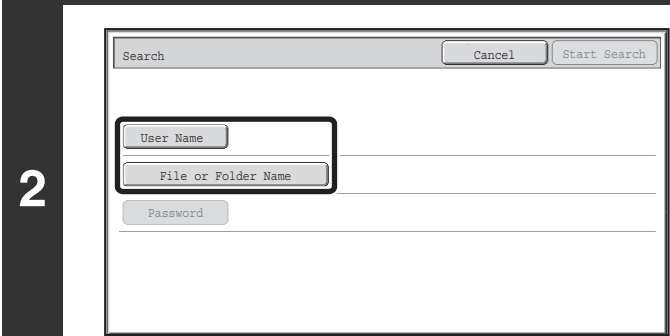 2
Search Cancel Start Search
User Name
File or Folder Name
Password